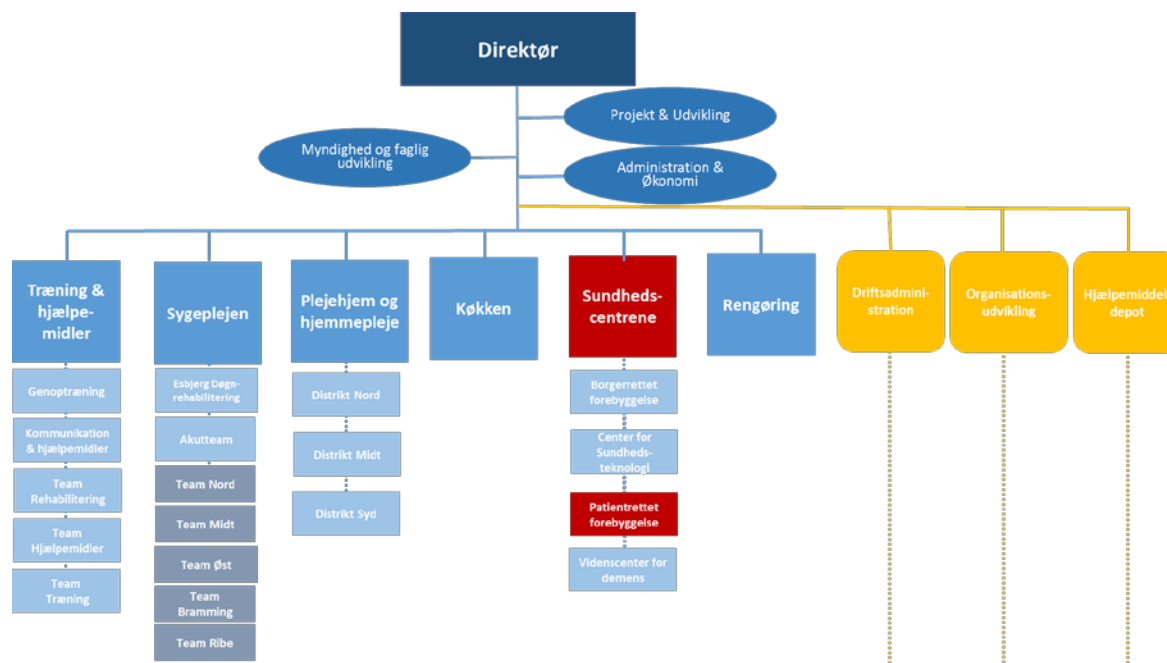 Direktør
Projekt & Udvikling
Myndighed og faglig
udvikling
Administration &
Økonomi
Træning &
hjælpe-
midler
Sygeplejen
Plejehjem og
hjemmepleje
Køkken
Sundheds-
centrene
Rengøring
Driftsadmini-
stration
Organisations-
udvikling
Hjælpemiddel
depot
Genoptræning
Kommunikation
& hjælpemidler
Team
Rehabilitering
Team
Hjælpemidler
Team
Træning
Esbjerg Døgn-
rehabilitering
Akutteam
Team Nord
Team Midt
Team Øst
Team
Bramming
Team Ribe
Distrikt Nord
Distrikt Midt
Distrikt Syd
Borgerrettet
forebyggelse
Center for
Sundheds-
teknologi
Patientrettet
forebyggelse
Videnscenter for
demens